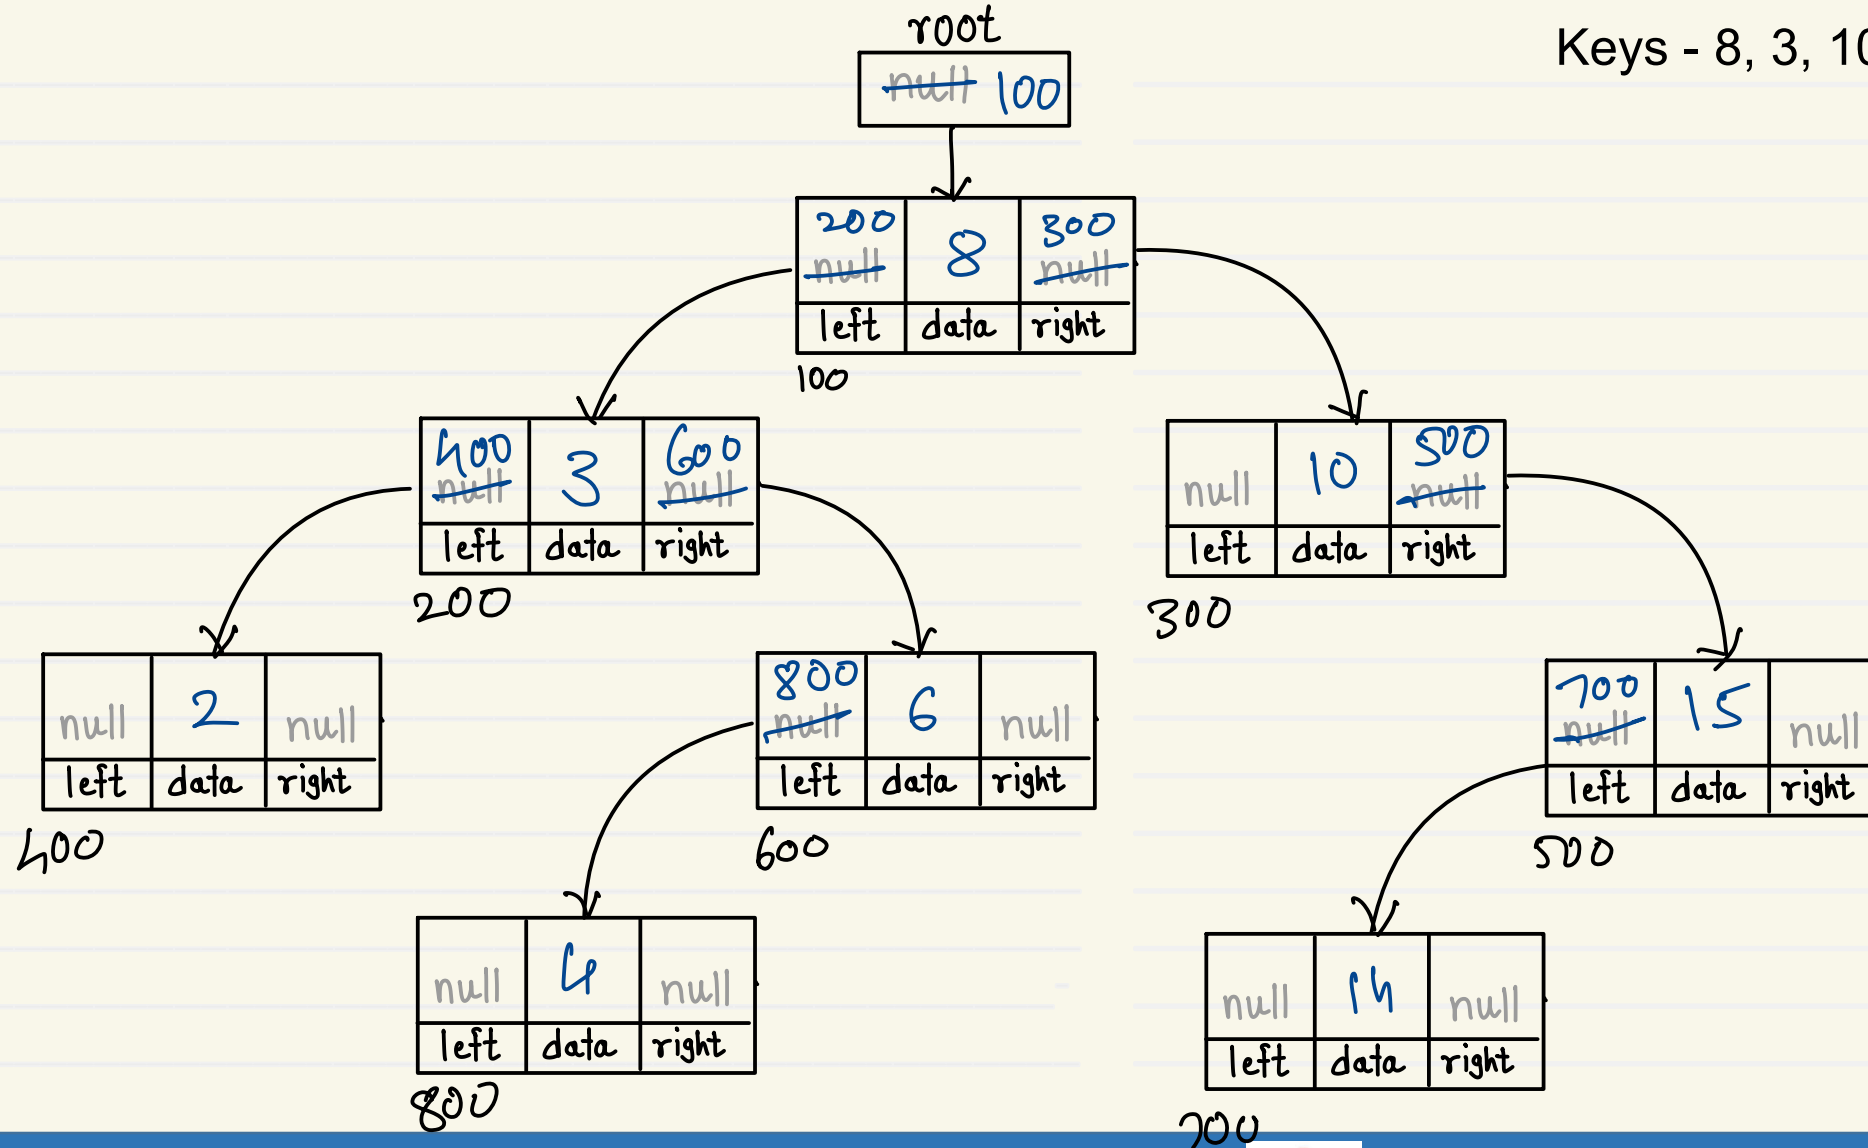 root
Keys - 8, 3, 10
null 100
200 8 300
null null
left data right
100
400 3 600
null null
left data right
200
null 10 500
null
left data right
300
null 2 null
left data right
400
800 6 null
null
left data right
600
700 15 null
null
left data right
500
null 4 null
left data right
800
null 14 null
left data right
700